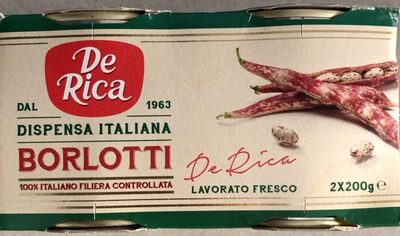 De
Rica
DAL 1963
DISPENSA ITALIANA
BORLOTTI
100% ITALIANO FILIERA CONTROLLATA
De Rica
LAVORATO FRESCO
2X200g ℮